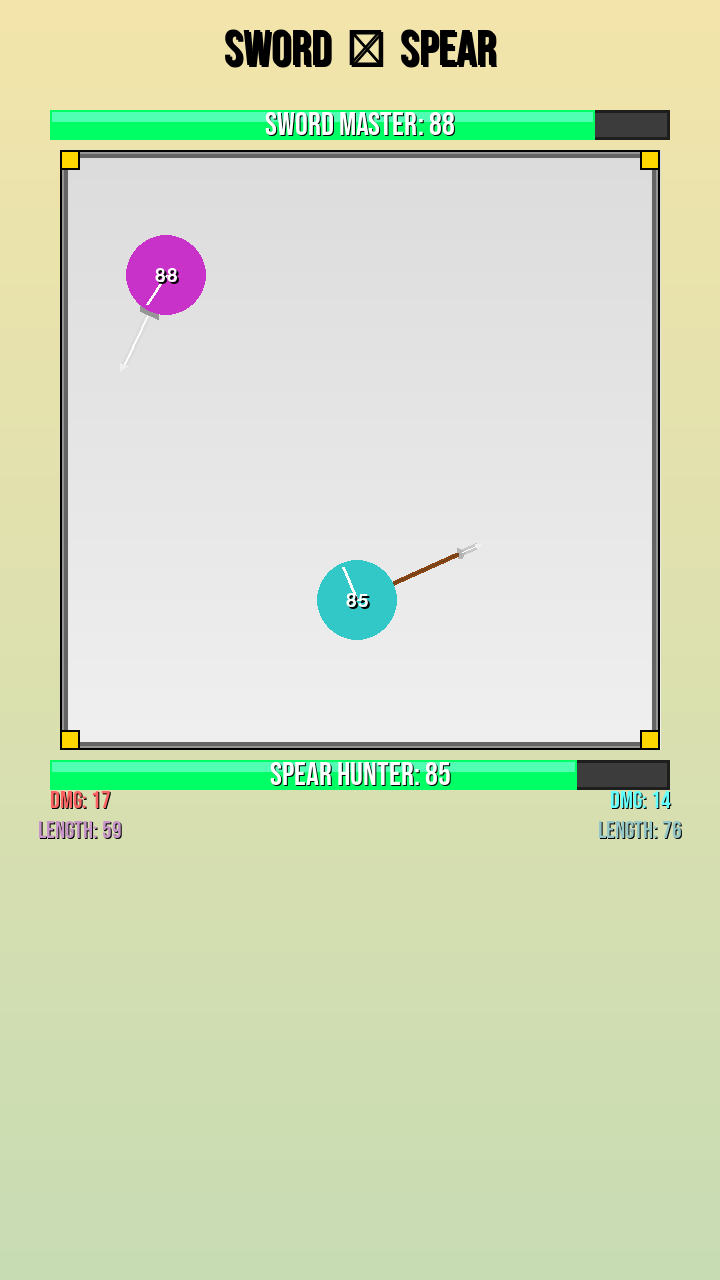 SWORD SPEAR
SWORD MASTER: 88
88
85
SPEAR HUNTER: 85
DMG: 17
DMG: 14
LENGTH: 59
LENGTH: 76